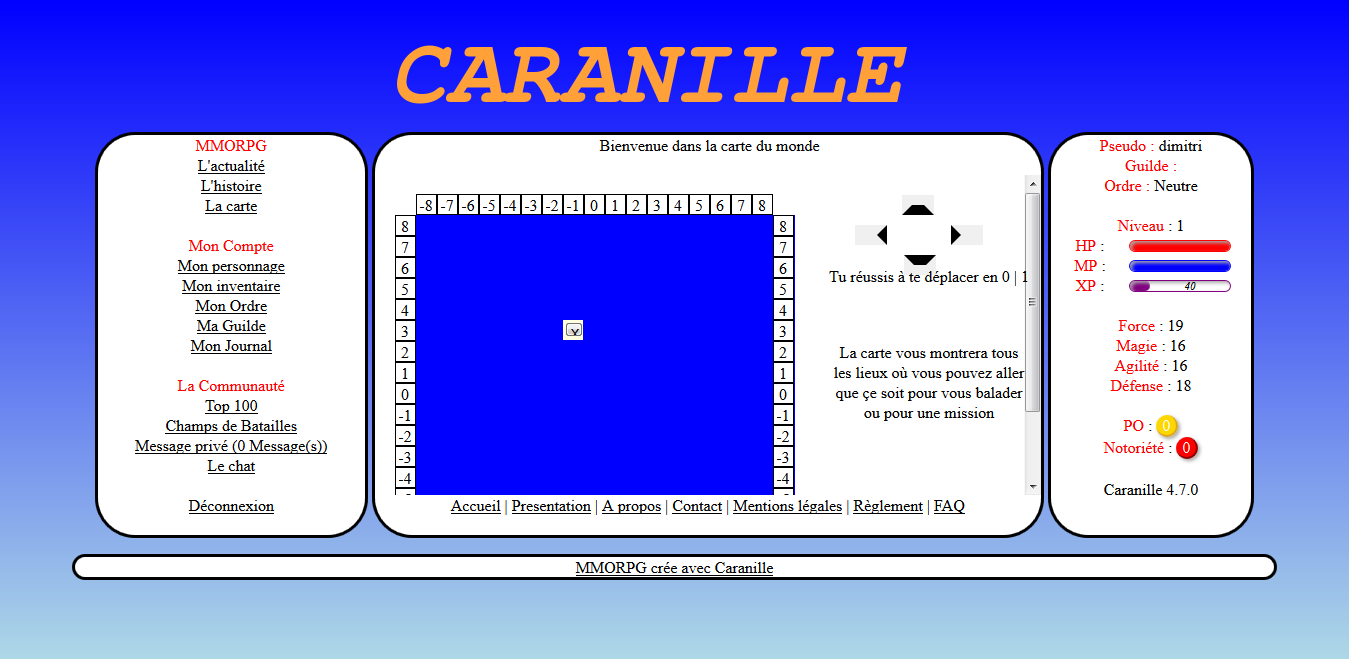 CARANILLE
MMORPG
L'actualité
L'histoire
La carte
Mon Compte
Mon personnage
Mon inventaire
Mon Ordre
Ma Guilde
Mon Journal
La Communauté
Top 100
Champs de Batailles
Message privé (0 Message(s))
Le chat
Déconnexion
Bienvenue dans la carte du monde
-8 -7 -6 -5 -4 -3 -2 -1 0 1 2 3 4 5 6 7 8
8 8
7 7
6 6
5 5
4 4
3 v 3
2 2
1 1
0 0
-1 -1
-2 -2
-3 -3
-4 -4
Tu réussis à te déplacer en 0 | 1
La carte vous montrera tous
les lieux où vous pouvez aller
que çe soit pour vous balader
ou pour une mission
Accueil | Presentation | A propos | Contact | Mentions légales | Règlement | FAQ
Pseudo : dimitri
Guilde :
Ordre : Neutre
Niveau : 1
HP :
MP :
XP : 40
Force : 19
Magie : 16
Agilité : 16
Défense : 18
PO : 0
Notoriété : 0
Caranille 4.7.0
MMORPG crée avec Caranille